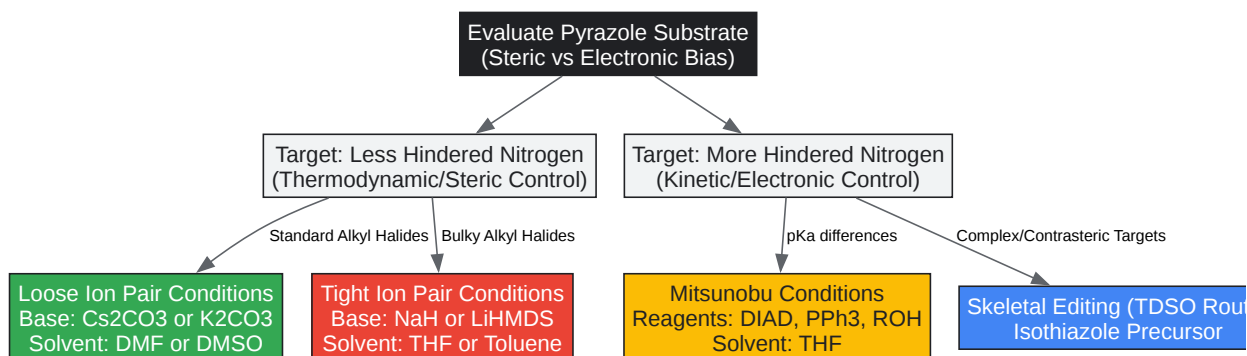 Evaluate Pyrazole Substrate
(Steric vs Electronic Bias)
Target: Less Hindered Nitrogen
(Thermodynamic/Steric Control)
Target: More Hindered Nitrogen
(Kinetic/Electronic Control)
Standard Alkyl Halides
Bulky Alkyl Halides
pKa differences
Complex/Contrasteric Targets
Loose Ion Pair Conditions
Base: Cs2CO3 or K2CO3
Solvent: DMF or DMSO
Tight Ion Pair Conditions
Base: NaH or LiHMDS
Solvent: THF or Toluene
Mitsunobu Conditions
Reagents: DIAD, PPh3, ROH
Solvent: THF
Skeletal Editing (TDSO Rout
Isothiazole Precursor